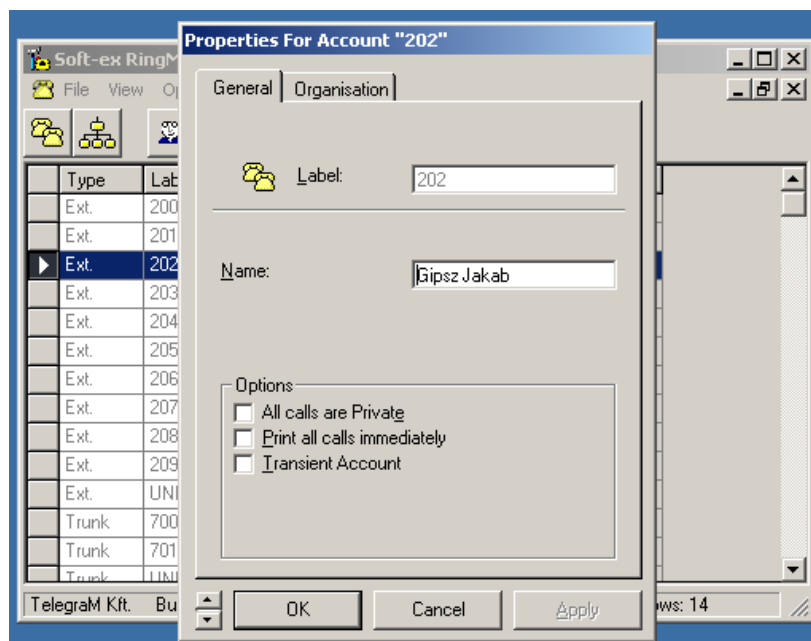 Properties For Account "202"
Soft-ex RingM
File View Op
General Organisation
Type Lab
Ext. 200
Ext. 201
Ext. 202
Ext. 203
Ext. 204
Ext. 205
Ext. 206
Ext. 207
Ext. 208
Ext. 209
Ext. UNI
Trunk 700
Trunk 701
Trunk UNI
Label: 202
Name: Gipsz Jakab
Options
All calls are Private
Print all calls immediately
Transient Account
OK Cancel Apply
TelegraM Kft. Bu ows: 14